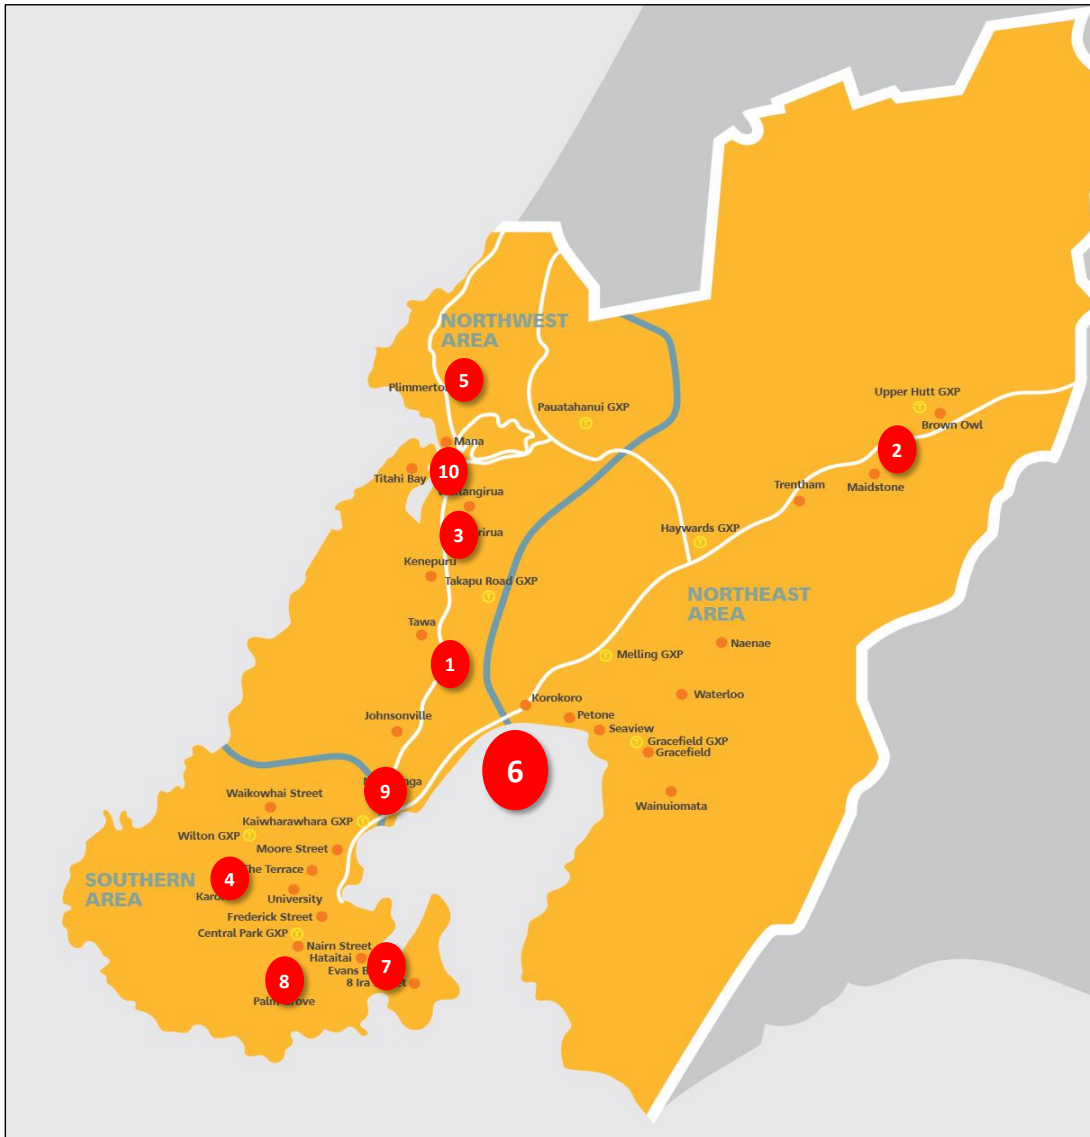 NORTHWEST
AREA
5
Upper Hutt GXP
Pauatahanui GXP
Brown Owl
Mana
2
Titahi Bay
10
Maidstone
Trentham
3
Haywards GXP
Kenepuru
Takapu Road GXP
NORTHEAST
AREA
Tawa
Naenae
1
Melling GXP
Waterloo
Korokoro
Johnsonville
Petone
Seaview
Gracefield GXP
Gracefield
6
9
Waikowhai Street
Wainuiomata
Kaiwharawhara GXP
Wilton GXP
Moore Street
The Terrace
4
SOUTHERN
AREA
University
Frederick Street
Central Park GXP
Nairn Street
Hataitai
7
8